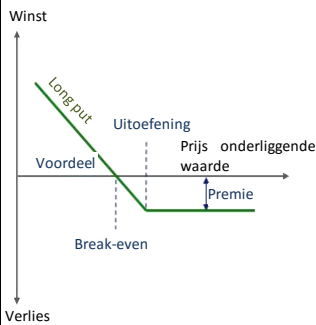 Winst
Long put
Uitoefening
Prijs onderliggende
waarde
Voordeel
Premie
Break-even
Verlies